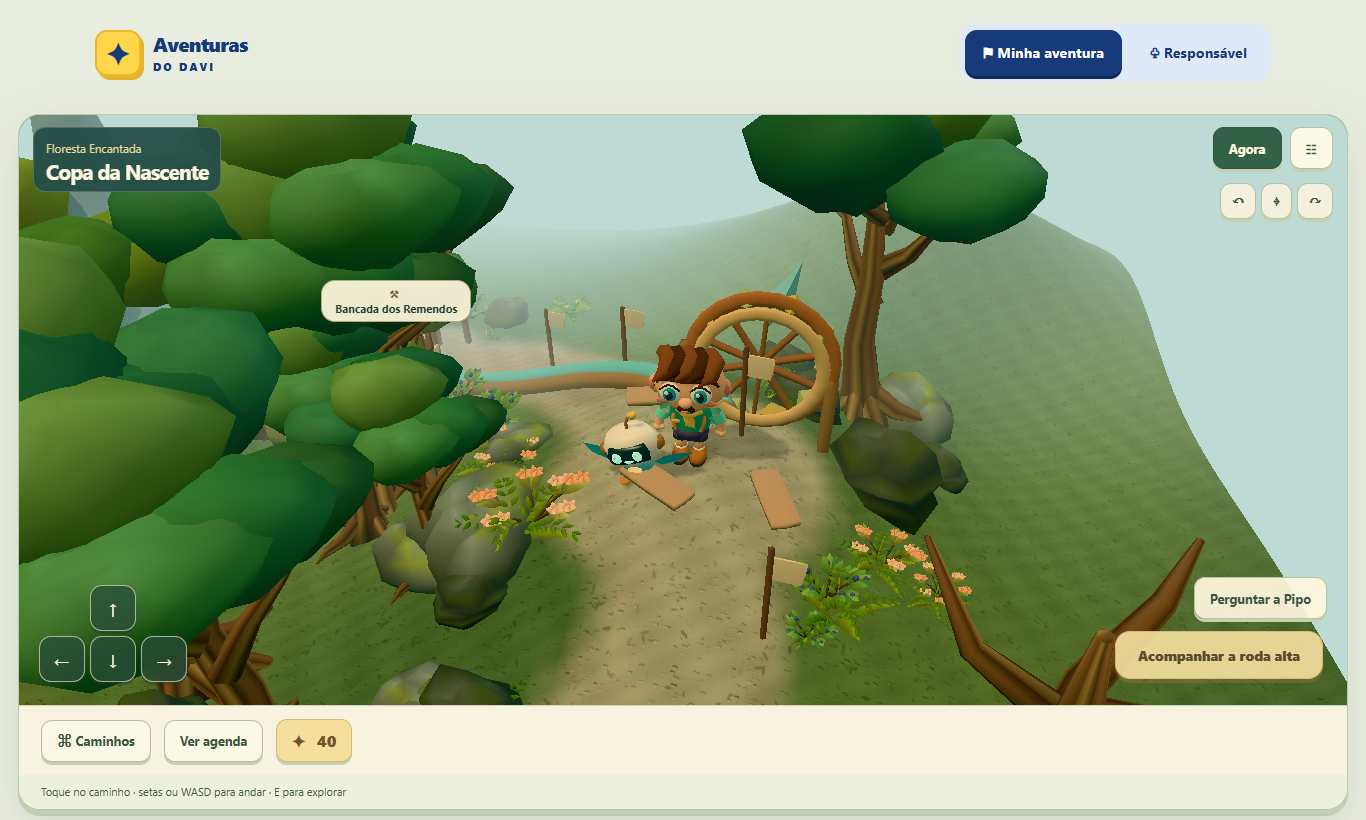 Aventuras
DO DAVI
Minha aventura
Responsável
Floresta Encantada
Copa da Nascente
Agora
Bancada dos Remendos
Perguntar a Pipo
Acompanhar a roda alta
⌘ Caminhos
Ver agenda
✦ 40
Toque no caminho · setas ou WASD para andar · E para explorar